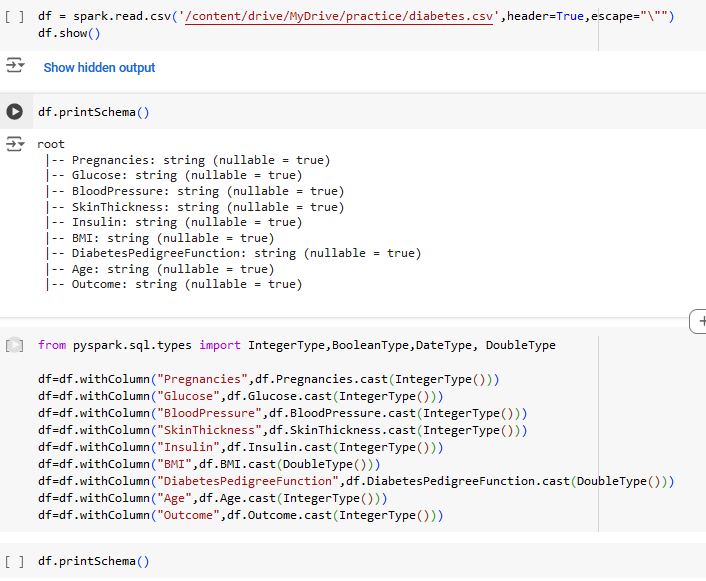 [ ] df = spark.read.csv('/content/drive/MyDrive/practice/diabetes.csv',header=True,escape="\"")
df.show()
Show hidden output
df.printSchema()
root
 |-- Pregnancies: string (nullable = true)
 |-- Glucose: string (nullable = true)
 |-- BloodPressure: string (nullable = true)
 |-- SkinThickness: string (nullable = true)
 |-- Insulin: string (nullable = true)
 |-- BMI: string (nullable = true)
 |-- DiabetesPedigreeFunction: string (nullable = true)
 |-- Age: string (nullable = true)
 |-- Outcome: string (nullable = true)
from pyspark.sql.types import IntegerType,BooleanType,DateType, DoubleType
df=df.withColumn("Pregnancies",df.Pregnancies.cast(IntegerType()))
df=df.withColumn("Glucose",df.Glucose.cast(IntegerType()))
df=df.withColumn("BloodPressure",df.BloodPressure.cast(IntegerType()))
df=df.withColumn("SkinThickness",df.SkinThickness.cast(IntegerType()))
df=df.withColumn("Insulin",df.Insulin.cast(IntegerType()))
df=df.withColumn("BMI",df.BMI.cast(DoubleType()))
df=df.withColumn("DiabetesPedigreeFunction",df.DiabetesPedigreeFunction.cast(DoubleType()))
df=df.withColumn("Age",df.Age.cast(IntegerType()))
df=df.withColumn("Outcome",df.Outcome.cast(IntegerType()))
[ ] df.printSchema()